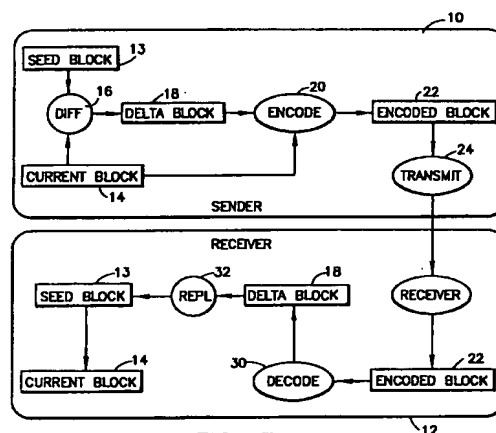 10
SEED BLOCK
13
16
DIFF
18
DELTA BLOCK
20
ENCODE
22
ENCODED BLOCK
24
TRANSMIT
CURRENT BLOCK
14
SENDER
RECEIVER
13
SEED BLOCK
32
REPL
18
DELTA BLOCK
RECEIVER
14
CURRENT BLOCK
30
DECODE
22
ENCODED BLOCK
12